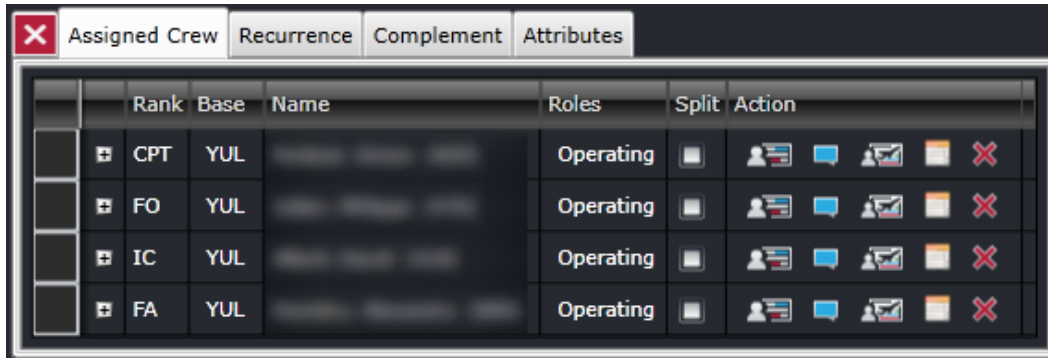 Assigned Crew Recurrence Complement Attributes
Rank Base Name Roles Split Action
CPT YUL Operating
FO YUL Operating
IC YUL Operating
FA YUL Operating